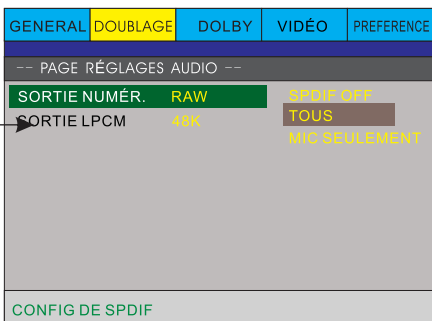 GENERAL DOUBLAGE DOLBY VIDÉO PREFERENCE
-- PAGE RÉGLAGES AUDIO --
SORTIE NUMÉR. RAW SPDIF OFF
SORTIE LPCM 48K TOUS
MIC SEULEMENT
CONFIG DE SPDIF